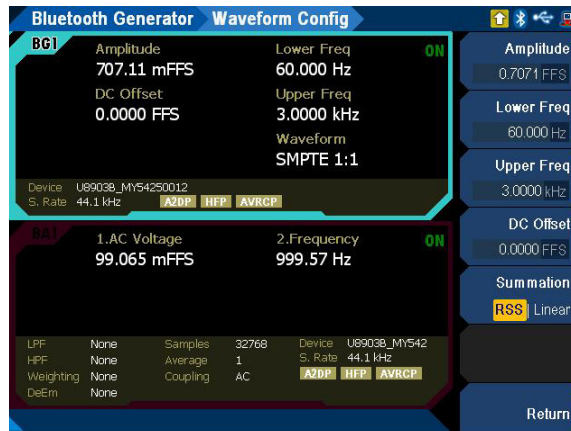 Bluetooth Generator Waveform Config
BG1
Amplitude Lower Freq ON
707.11 mFFS 60.000 Hz
DC Offset Upper Freq
0.0000 FFS 3.0000 kHz
Waveform
SMPTE 1:1
Device U8903B_MY54250012
S. Rate 44.1 kHz A2DP HFP AVRCP
BA1
1.AC Voltage 2.Frequency ON
99.065 mFFS 999.57 Hz
LPF None Samples 32768 Device U8903B_MY542
HPF None Average 1 S. Rate 44.1 kHz
Weighting None Coupling AC A2DP HFP AVRCP
DeEm None
Amplitude
0.7071 FFS
Lower Freq
60.000 Hz
Upper Freq
3.0000 kHz
DC Offset
0.0000 FFS
Summation
RSS | Linear
Return